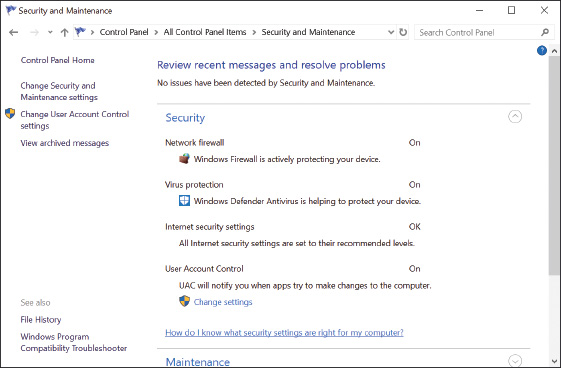 Security and Maintenance
Control Panel > All Control Panel Items > Security and Maintenance
Search Control Panel
Control Panel Home
Change Security and
Maintenance settings
Change User Account Control
settings
View archived messages
See also
File History
Windows Program
Compatibility Troubleshooter
?
Review recent messages and resolve problems
No issues have been detected by Security and Maintenance.
Security
Network firewall On
Windows Firewall is actively protecting your device.
Virus protection On
Windows Defender Antivirus is helping to protect your device.
Internet security settings OK
All Internet security settings are set to their recommended levels.
User Account Control On
UAC will notify you when apps try to make changes to the computer.
Change settings
How do I know what security settings are right for my computer?
Maintenance